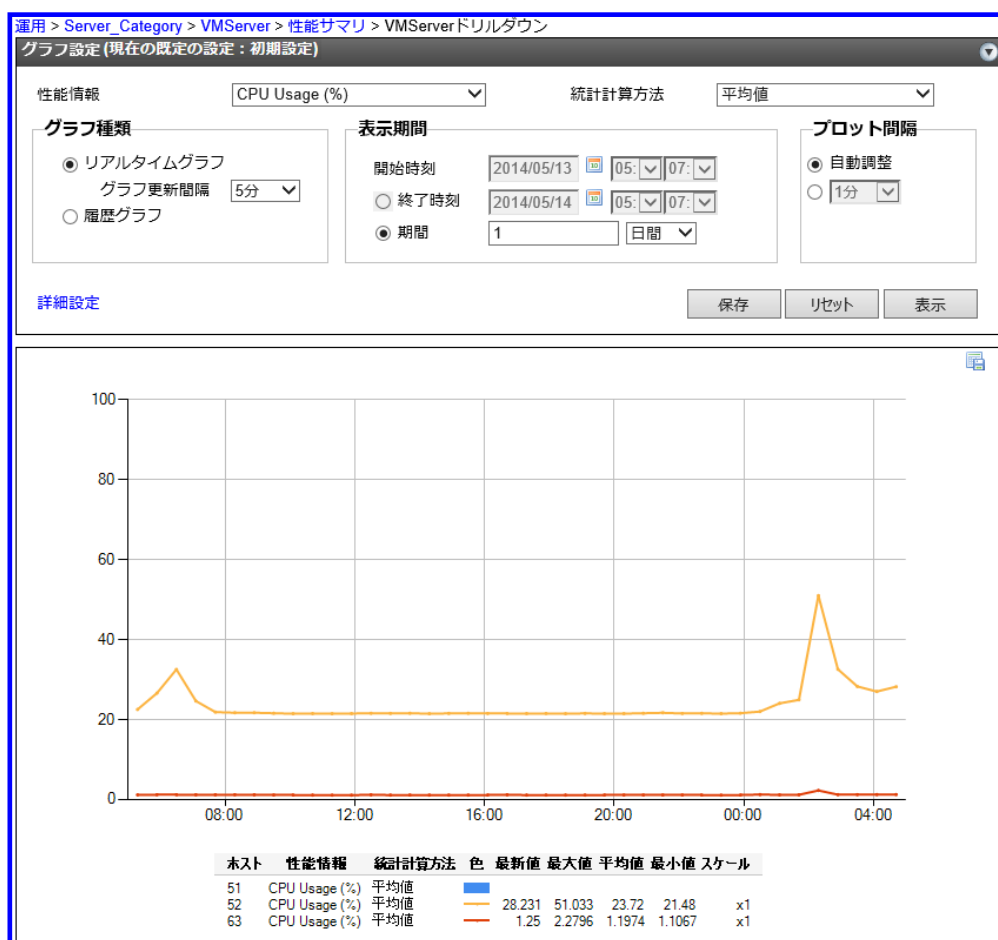 運用 > Server_Category > VMServer > 性能サマリ > VMServerドリルダウン
グラフ設定 (現在の既定の設定：初期設定)
性能情報 CPU Usage (%) 統計計算方法 平均値
グラフ種類 表示期間 プロット間隔
リアルタイムグラフ 開始時刻 2014/05/13 05: 07: 自動調整
グラフ更新間隔 5分 終了時刻 2014/05/14 05: 07: 1分
履歴グラフ 期間 1 日間
詳細設定 保存 リセット 表示
100
80
60
40
20
0
08:00 12:00 16:00 20:00 00:00 04:00
ホスト 性能情報 統計計算方法 色 最新値 最大値 平均値 最小値 スケール
51 CPU Usage (%) 平均値
52 CPU Usage (%) 平均値 28.231 51.033 23.72 21.48 x1
63 CPU Usage (%) 平均値 1.25 2.2796 1.1974 1.1067 x1